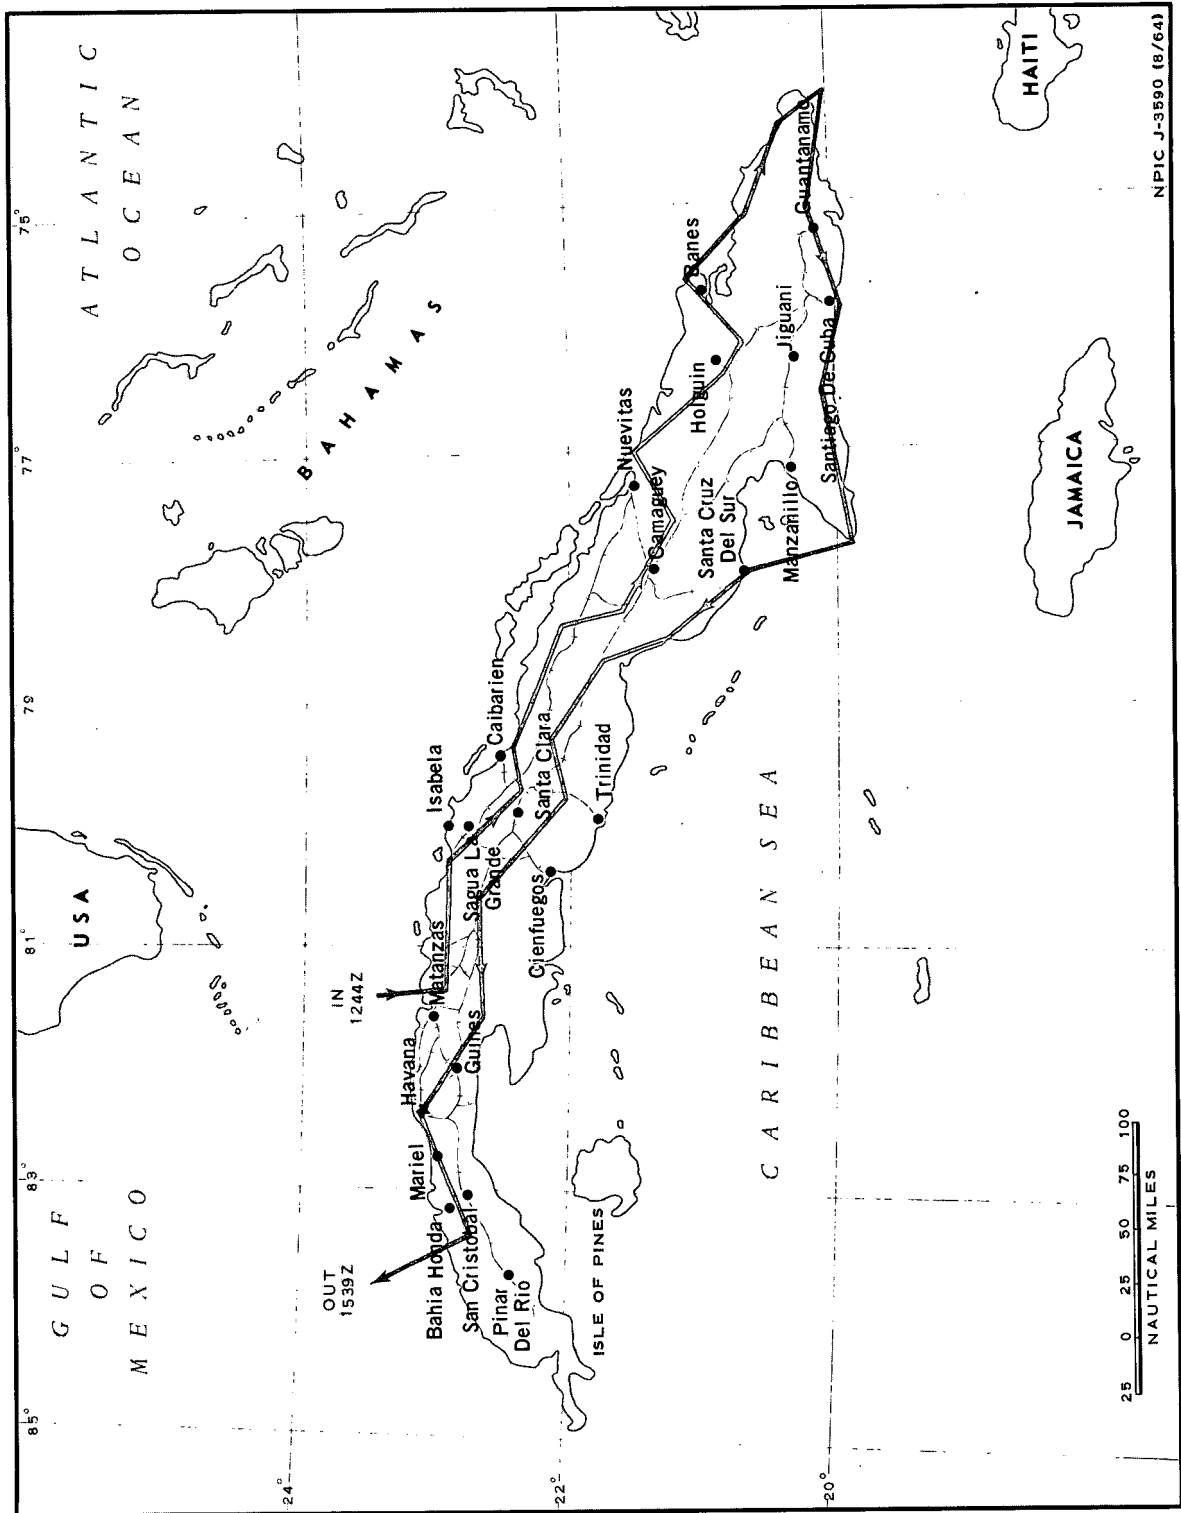 GULF
OF
MEXICO
USA
ATLANTIC
OCEAN
BAHAMAS
85°
83°
81°
79
77°
75°
24°
22°
20°
OUT
1539Z
IN
1244Z
Bahia Honda
San Cristobal
Pinar
Del Rio
Mariel
Havana
Guines
Matanzas
Sagua La
Grande
Isabela
Cienfuegos
Santa Clara
Caibarien
Trinidad
Camaguey
Nuevitas
Santa Cruz
Del Sur
Manzanillo
Holguin
Jiguani
Banes
Santiago De Cuba
Guantanamo
ISLE OF PINES
CARIBBEAN SEA
JAMAICA
HAITI
25 0 25 50 75 100
NAUTICAL MILES
NPIC J-3590 (8/64)